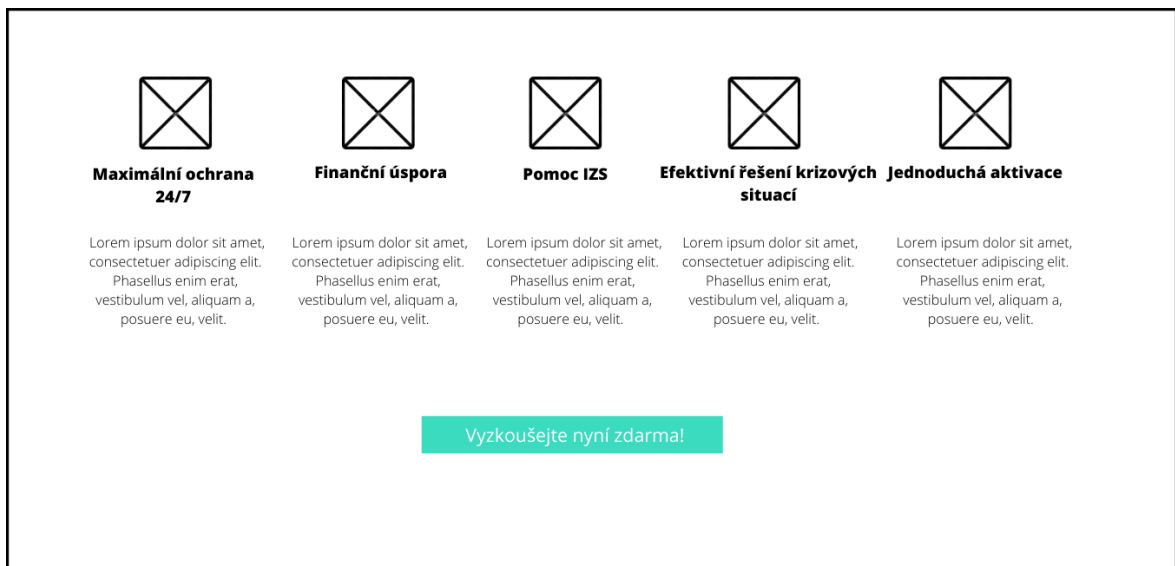 Maximální ochrana
24/7
Lorem ipsum dolor sit amet,
consectetuer adipiscing elit.
Phasellus enim erat,
vestibulum vel, aliquam a,
posuere eu, velit.
Finanční úspora
Lorem ipsum dolor sit amet,
consectetuer adipiscing elit.
Phasellus enim erat,
vestibulum vel, aliquam a,
posuere eu, velit.
Pomoc IZS
Lorem ipsum dolor sit amet,
consectetuer adipiscing elit.
Phasellus enim erat,
vestibulum vel, aliquam a,
posuere eu, velit.
Efektivní řešení krizových
situací
Lorem ipsum dolor sit amet,
consectetuer adipiscing elit.
Phasellus enim erat,
vestibulum vel, aliquam a,
posuere eu, velit.
Jednoduchá aktivace
Lorem ipsum dolor sit amet,
consectetuer adipiscing elit.
Phasellus enim erat,
vestibulum vel, aliquam a,
posuere eu, velit.
Vyzkoušejte nyní zdarma!